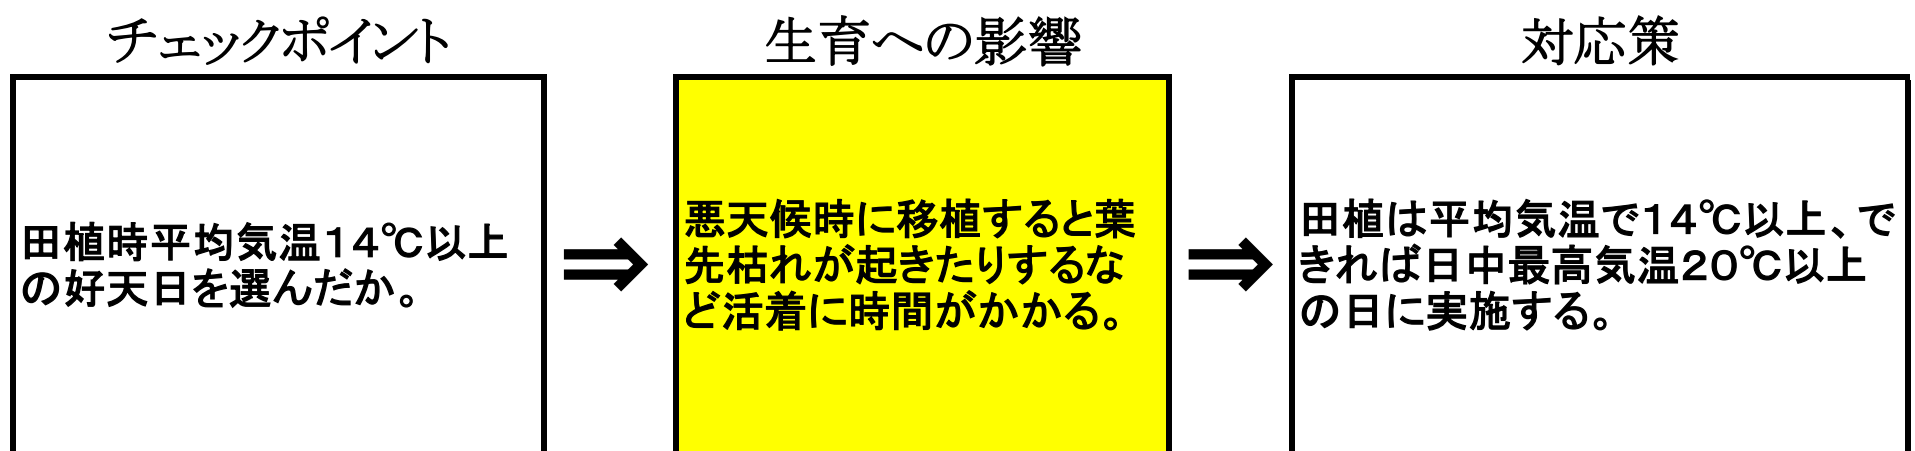 チェックポイント
生育への影響
対応策
田植時平均気温14℃以上
の好天日を選んだか。
⇒
悪天候時に移植すると葉
先枯れが起きたりするな
ど活着に時間がかかる。
⇒
田植は平均気温で14℃以上、で
きれば日中最高気温20℃以上
の日に実施する。